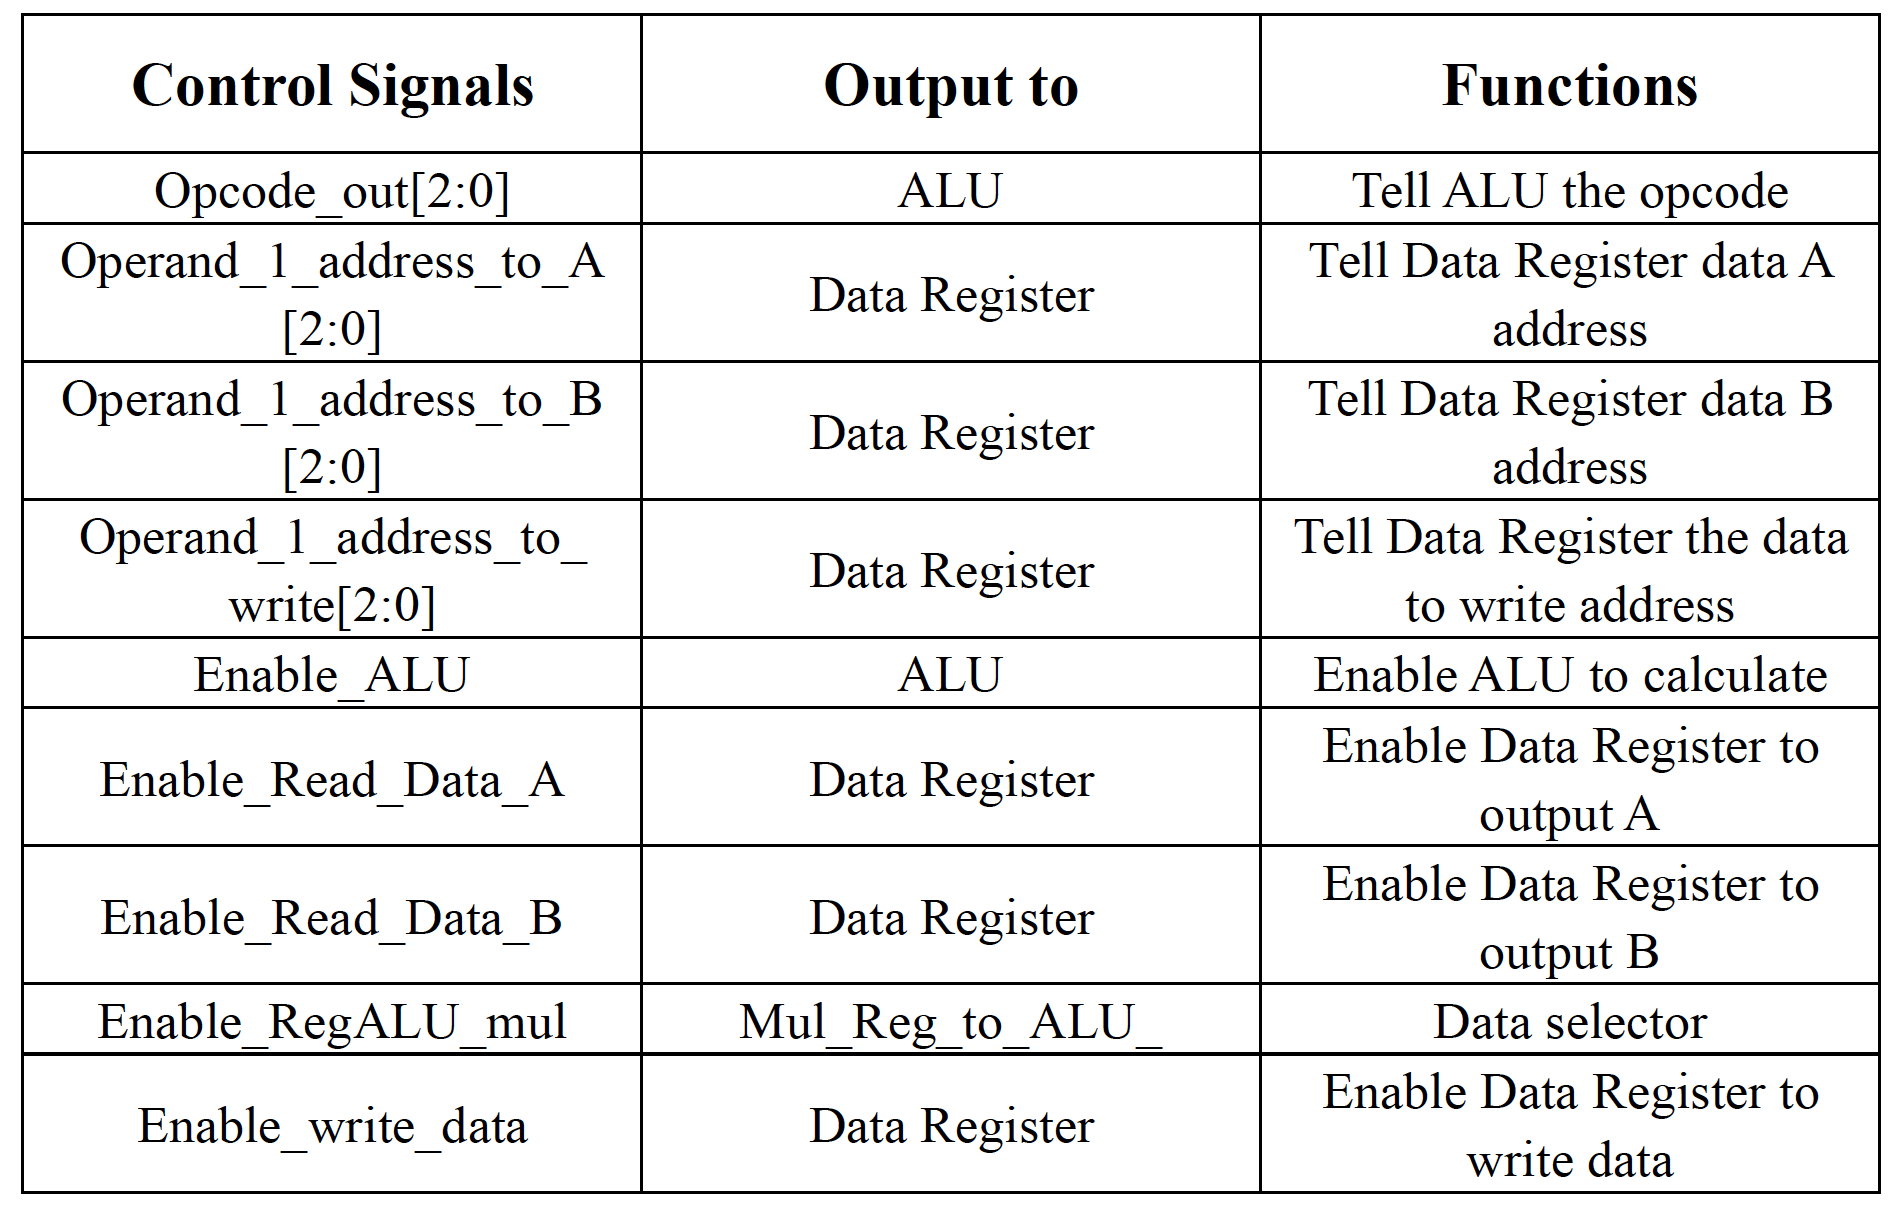 Control Signals Output to Functions
Opcode_out[2:0] ALU Tell ALU the opcode
Operand_1_address_to_A
[2:0]
Data Register
Tell Data Register data A
address
Operand_1_address_to_B
[2:0]
Data Register
Tell Data Register data B
address
Operand_1_address_to_
write[2:0]
Data Register
Tell Data Register the data
to write address
Enable_ALU ALU Enable ALU to calculate
Enable_Read_Data_A
Data Register
Enable Data Register to
output A
Enable_Read_Data_B
Data Register
Enable Data Register to
output B
Enable_RegALU_mul Mul_Reg_to_ALU_ Data selector
Enable_write_data
Data Register
Enable Data Register to
write data